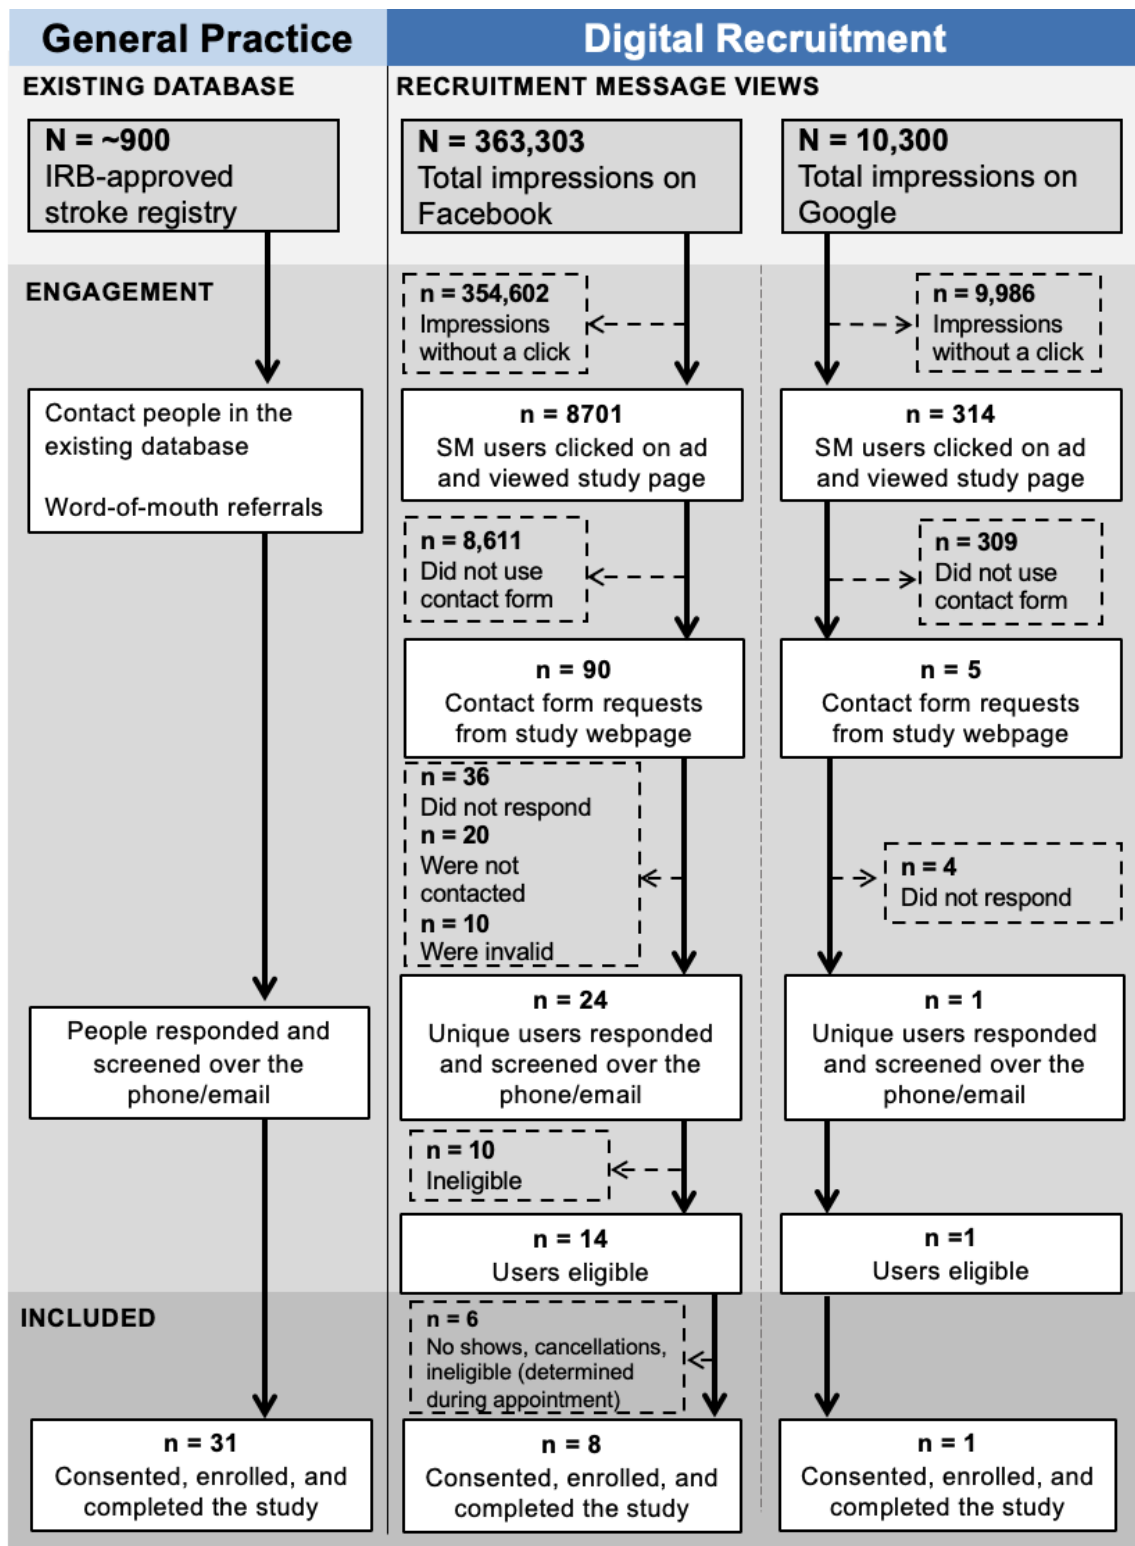 General Practice
Digital Recruitment
EXISTING DATABASE
RECRUITMENT MESSAGE VIEWS
N = ~900
IRB-approved
stroke registry
N = 363,303
Total impressions on
Facebook
N = 10,300
Total impressions on
Google
ENGAGEMENT
n = 354,602
Impressions
without a click
n = 9,986
Impressions
without a click
Contact people in the
existing database
Word-of-mouth referrals
n = 8701
SM users clicked on ad
and viewed study page
n = 314
SM users clicked on ad
and viewed study page
n = 8,611
Did not use
contact form
n = 309
Did not use
contact form
n = 90
Contact form requests
from study webpage
n = 5
Contact form requests
from study webpage
n = 36
Did not respond
n = 20
Were not
contacted
n = 10
Were invalid
n = 4
Did not respond
People responded and
screened over the
phone/email
n = 24
Unique users responded
and screened over the
phone/email
n = 1
Unique users responded
and screened over the
phone/email
n = 10
Ineligible
n = 14
Users eligible
n =1
Users eligible
INCLUDED
n = 6
No shows, cancellations,
ineligible (determined
during appointment)
n = 31
Consented, enrolled, and
completed the study
n = 8
Consented, enrolled, and
completed the study
n = 1
Consented, enrolled, and
completed the study